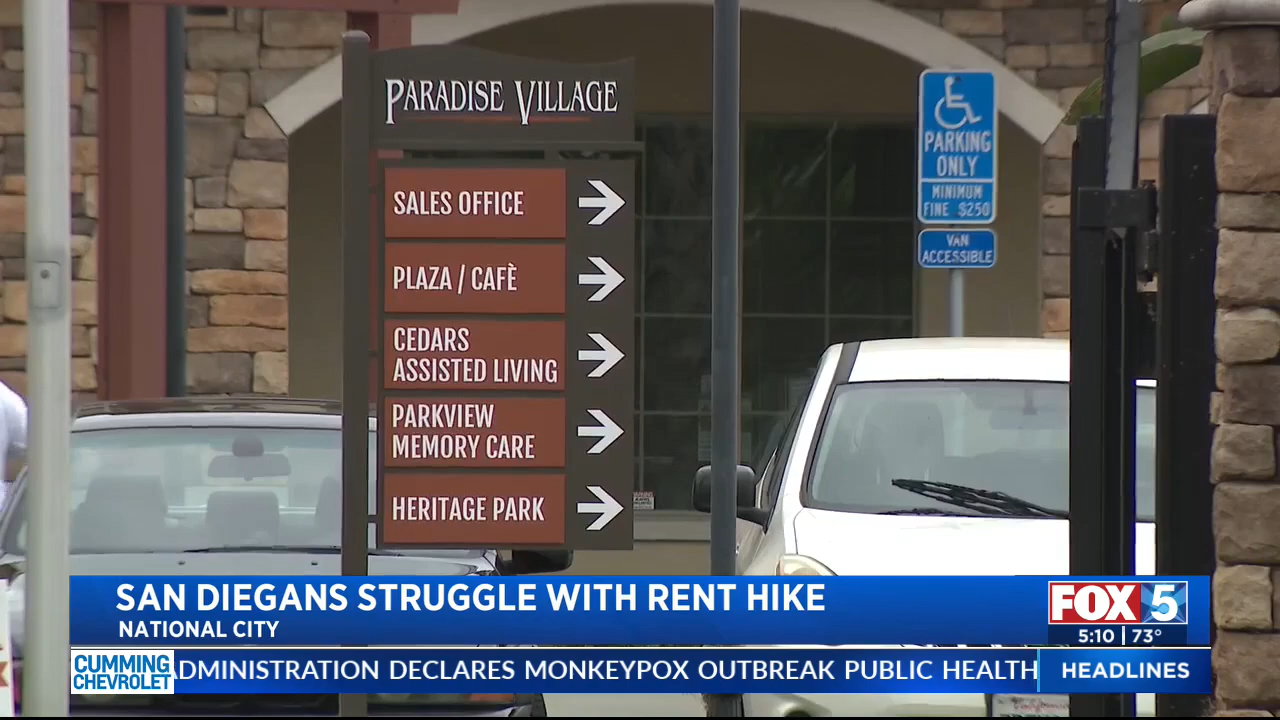 PARADISE VILLAGE
SALES OFFICE
PLAZA / CAFÈ
CEDARS
ASSISTED LIVING
PARKVIEW
MEMORY CARE
HERITAGE PARK
PARKING
ONLY
MINIMUM
FINE $250
VAN
ACCESSIBLE
SAN DIEGANS STRUGGLE WITH RENT HIKE
NATIONAL CITY
FOX 5
5:10 | 73°
CUMMING
CHEVROLET
DMINISTRATION DECLARES MONKEYPOX OUTBREAK PUBLIC HEALTH
HEADLINES